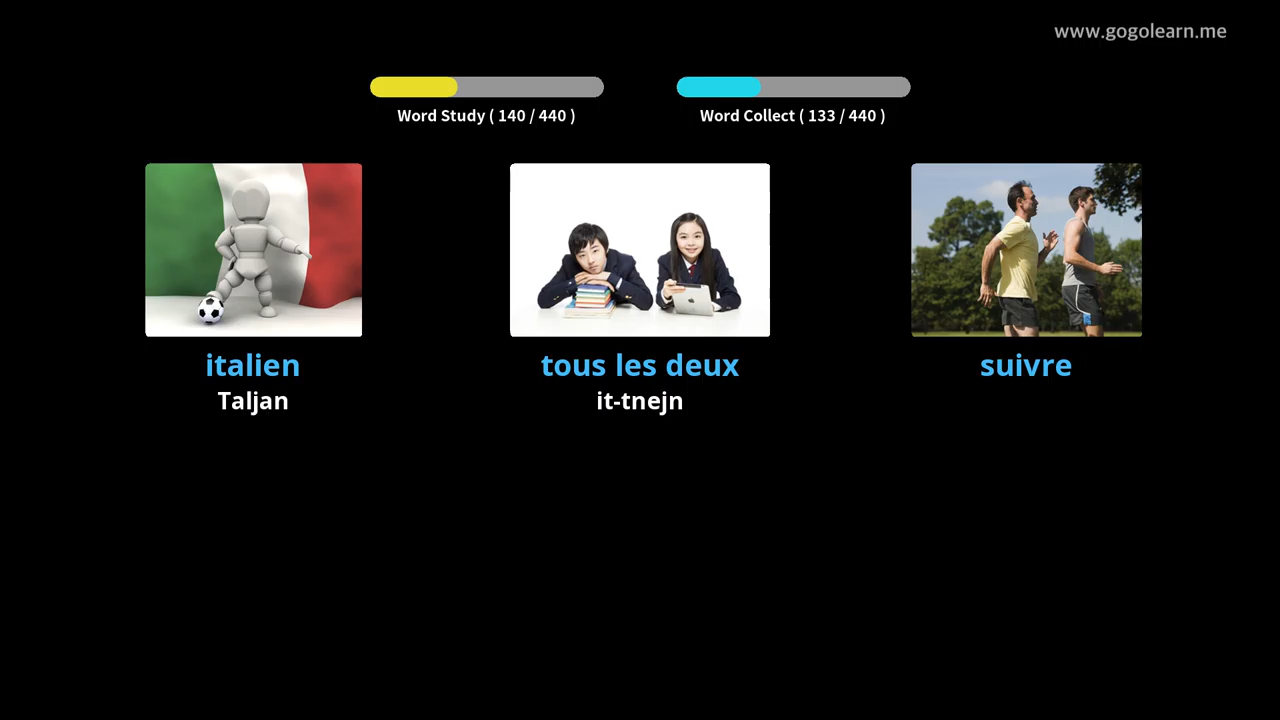 www.gogolearn.me
Word Study ( 140 / 440 )
Word Collect ( 133 / 440 )
italien
Taljan
tous les deux
it-tnejn
suivre